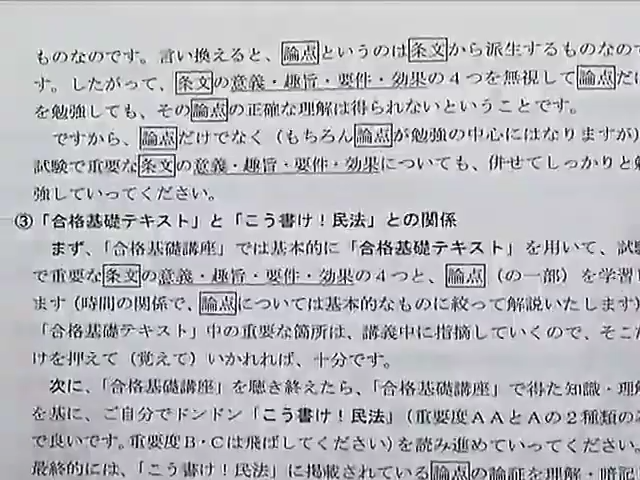 ものなのです。言い換えると、論点というのは条文から派生するものなので
す。したがって、条文の意義・趣旨・要件・効果の4つを無視して論点だけ
を勉強しても、その論点の正確な理解は得られないということです。
ですから、論点だけでなく(もちろん論点が勉強の中心にはなりますが)
試験で重要な条文の意義・趣旨・要件・効果についても、併せてしっかりと勉
強していってください。
③「合格基礎テキスト」と「こう書け!民法」との関係
まず、「合格基礎講座」では基本的に「合格基礎テキスト」を用いて、試験
で重要な条文の意義・趣旨・要件・効果の4つと、論点(の一部)を学習し
ます(時間の関係で、論点については基本的なものに絞って解説いたします)
「合格基礎テキスト」中の重要な箇所は、講義中に指摘していくので、そこだ
けを押えて(覚えて)いかれれば、十分です。
次に、「合格基礎講座」を聴き終えたら、「合格基礎講座」で得た知識・理解
を基に、ご自分でドンドン「こう書け!民法」(重要度AAとAの2種類のみ
で良いです。重要度B・Cは飛ばしてください)を読み進めていってください。
最終的には、「こう書け!民法」に掲載されている論点の論証を理解・暗記